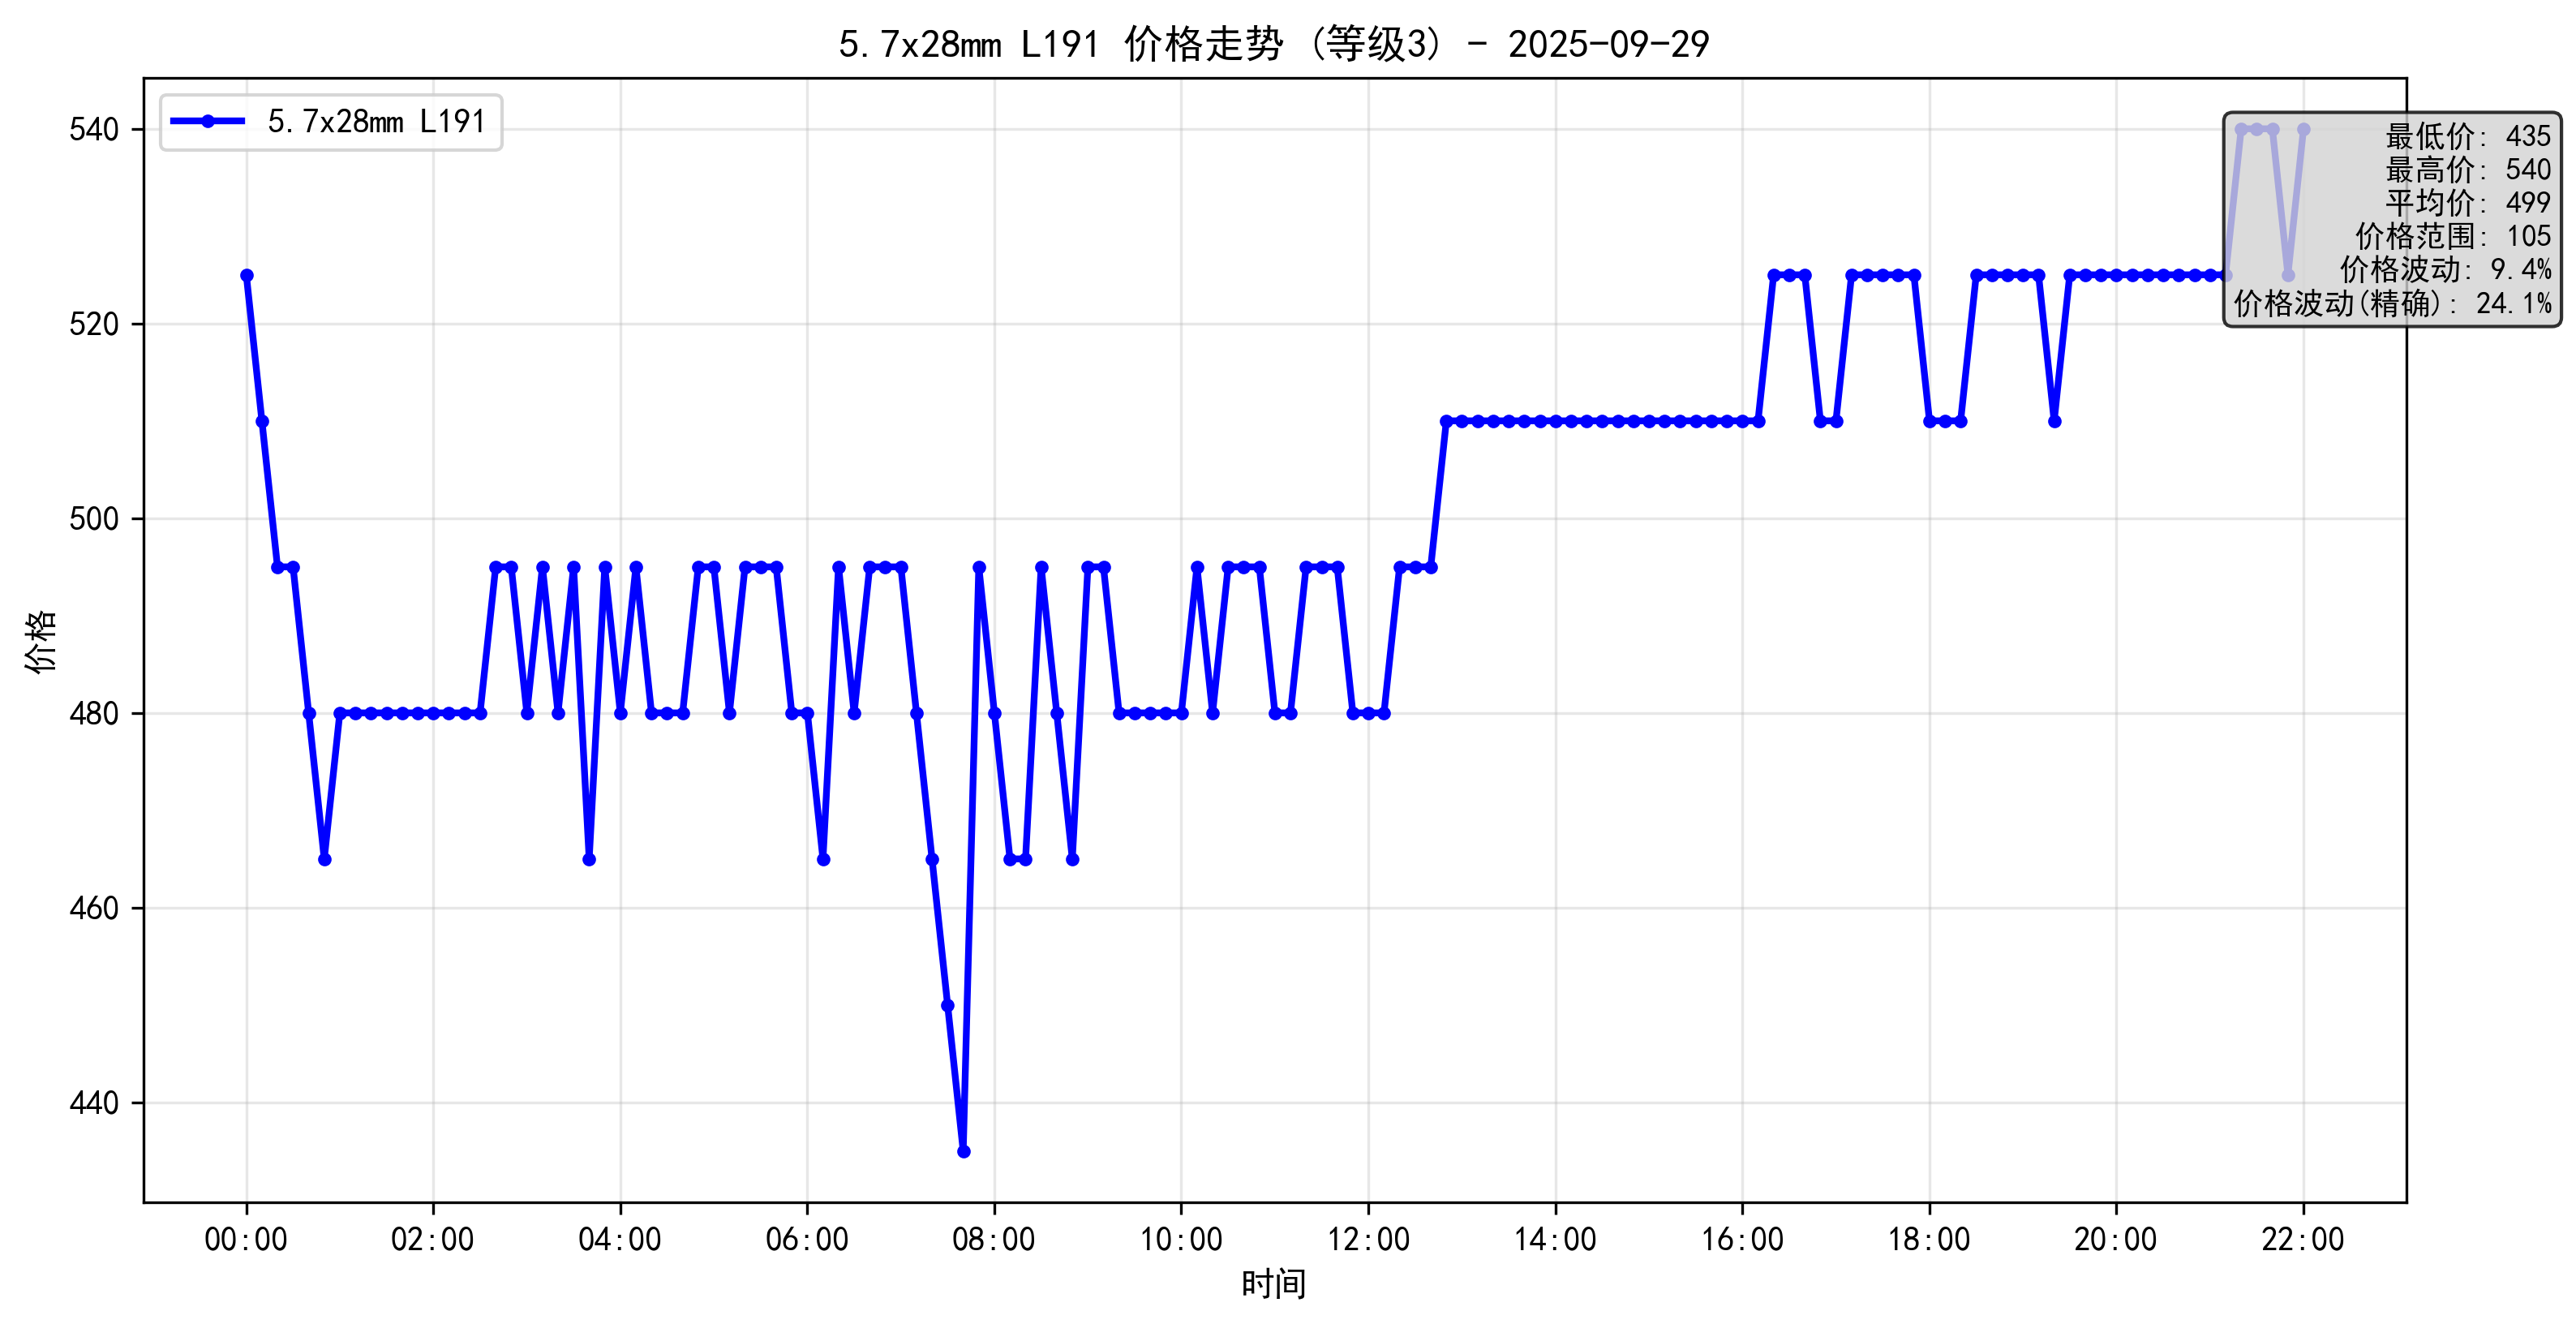 5.7x28mm L191 价格走势 (等级3) - 2025-09-29
5.7x28mm L191
最低价: 435
最高价: 540
平均价: 499
价格范围: 105
价格波动: 9.4%
价格波动(精确): 24.1%
价格
540
520
500
480
460
440
00:00 02:00 04:00 06:00 08:00 10:00 12:00 14:00 16:00 18:00 20:00 22:00
时间